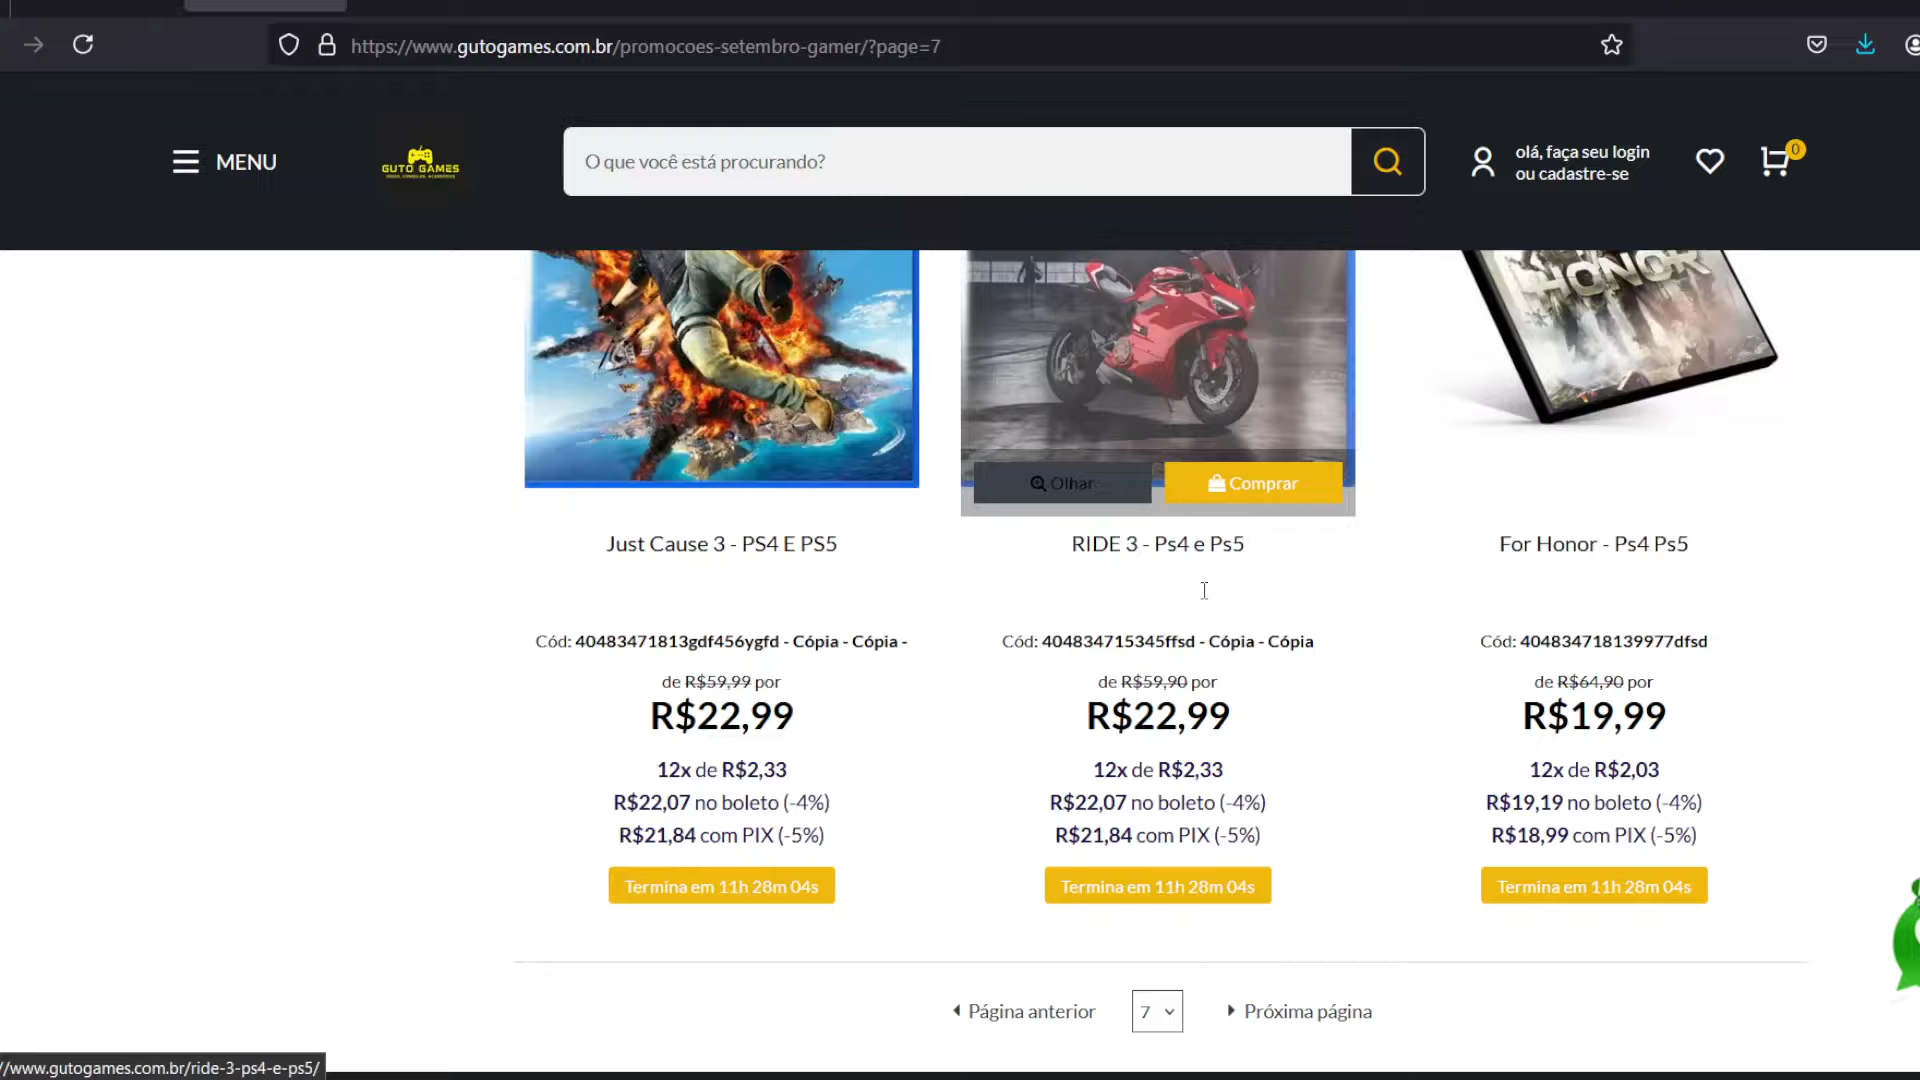 https://www.gutogames.com.br/promocoes-setembro-gamer/?page=7
MENU
GUTO GAMES
O que você está procurando?
olá, faça seu login
ou cadastre-se
0
HONOR
Olhar
Comprar
Just Cause 3 - PS4 E PS5
RIDE 3 - Ps4 e Ps5
For Honor - Ps4 Ps5
Cód: 40483471813gdf456ygfd - Cópia - Cópia -
Cód: 404834715345ffsd - Cópia - Cópia
Cód: 404834718139977dfsd
de R$59,99 por
de R$59,90 por
de R$64,90 por
R$22,99
R$22,99
R$19,99
12x de R$2,33
12x de R$2,33
12x de R$2,03
R$22,07 no boleto (-4%)
R$22,07 no boleto (-4%)
R$19,19 no boleto (-4%)
R$21,84 com PIX (-5%)
R$21,84 com PIX (-5%)
R$18,99 com PIX (-5%)
Termina em 11h 28m 04s
Termina em 11h 28m 04s
Termina em 11h 28m 04s
Página anterior
7
Próxima página
//www.gutogames.com.br/ride-3-ps4-e-ps5/